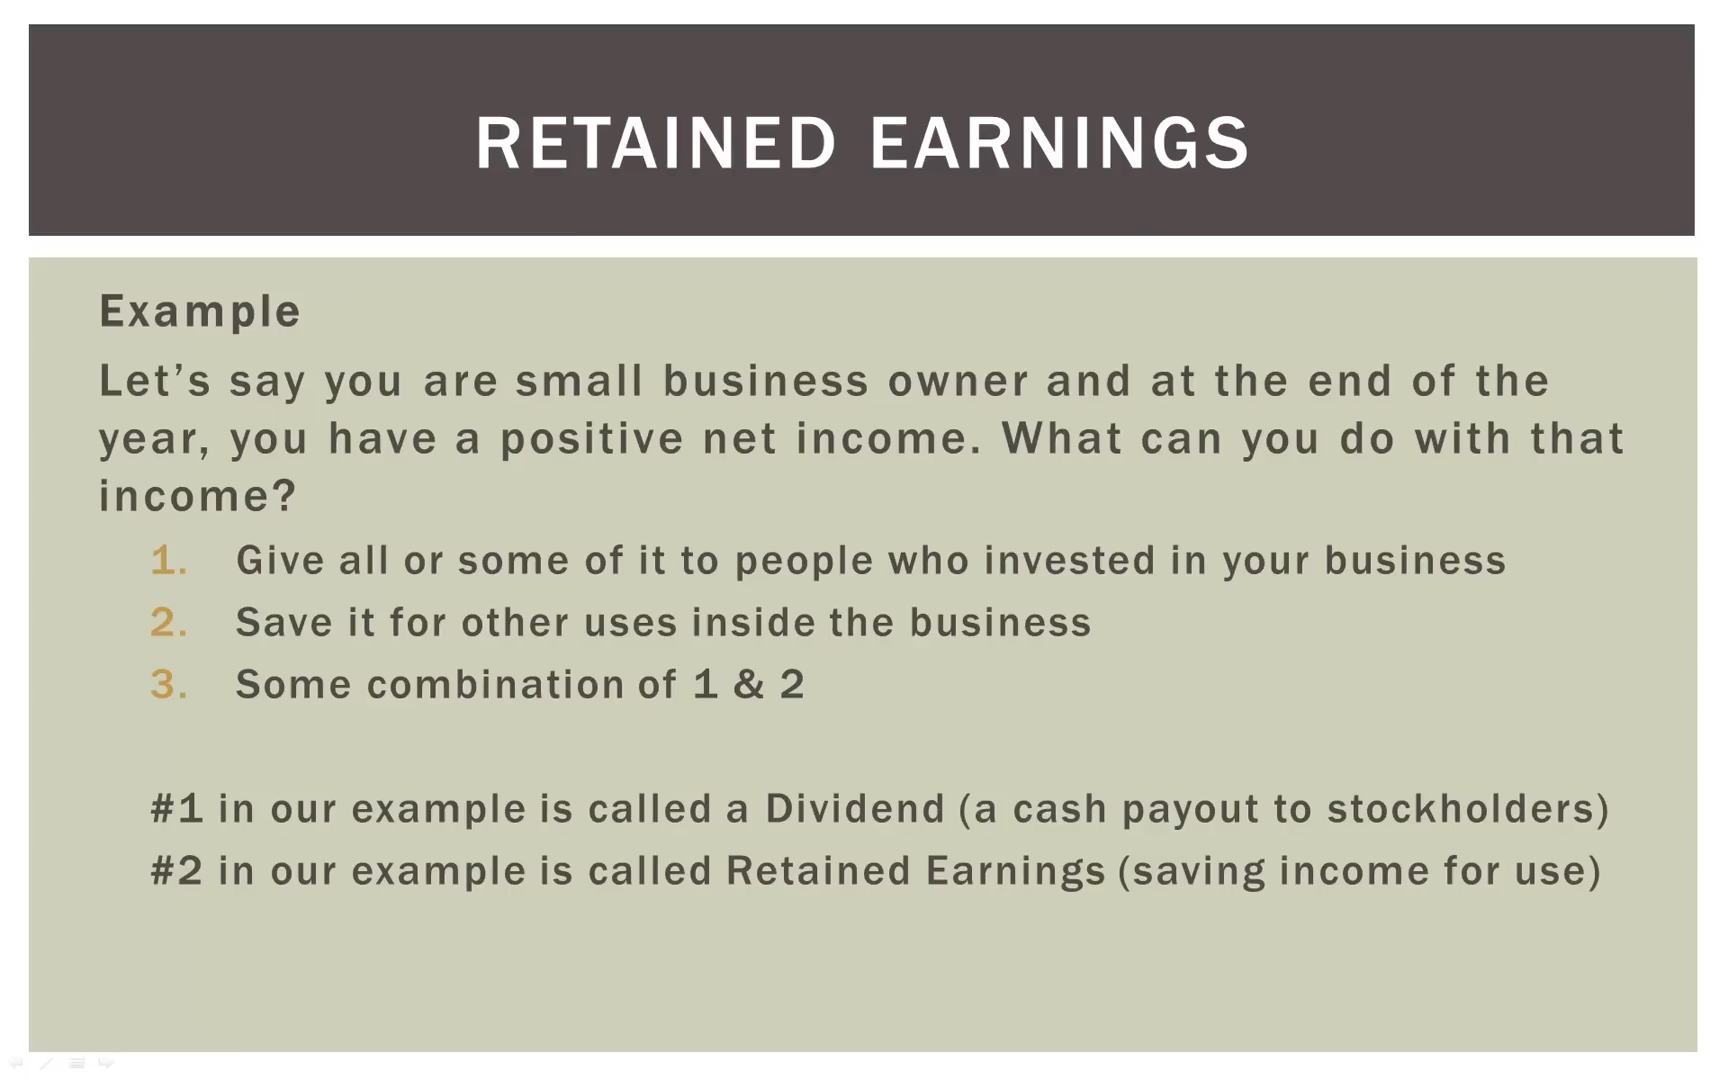 RETAINED EARNINGS
Example
Let’s say you are small business owner and at the end of the
year, you have a positive net income. What can you do with that
income?
1. Give all or some of it to people who invested in your business
2. Save it for other uses inside the business
3. Some combination of 1 & 2
#1 in our example is called a Dividend (a cash payout to stockholders)
#2 in our example is called Retained Earnings (saving income for use)